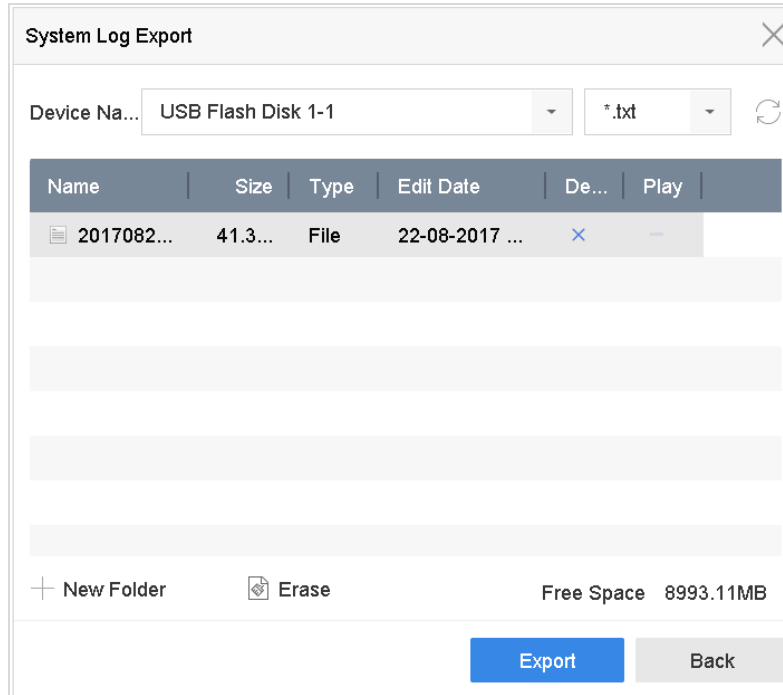 System Log Export
Device Na... USB Flash Disk 1-1 *.txt
Name Size Type Edit Date De... Play
2017082... 41.3... File 22-08-2017 ...
New Folder Erase Free Space 8993.11MB
Export Back